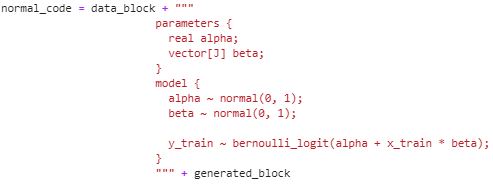 normal_code = data_block + """
parameters {
real alpha;
vector[J] beta;
}
model {
alpha ~ normal(0, 1);
beta ~ normal(0, 1);
y_train ~ bernoulli_logit(alpha + x_train * beta);
}
""" + generated_block